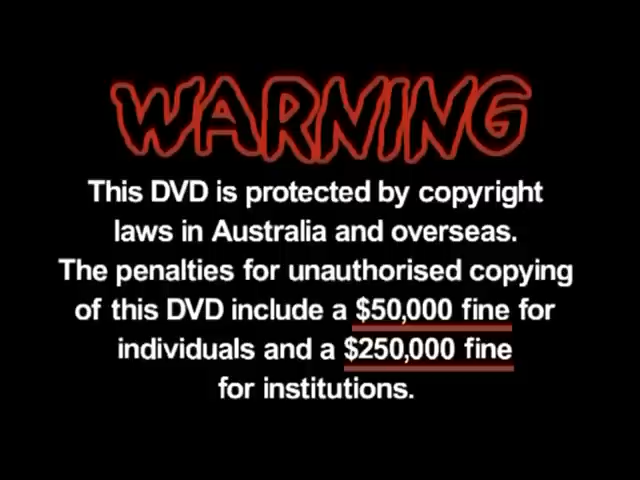 WARNING
This DVD is protected by copyright
laws in Australia and overseas.
The penalties for unauthorised copying
of this DVD include a $50,000 fine for
individuals and a $250,000 fine
for institutions.